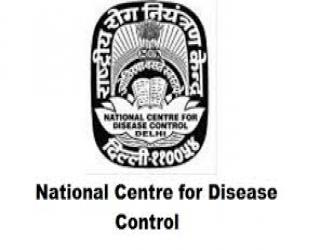 राष्ट्रीय रोग नियंत्रण केन्द्र
NATIONAL CENTRE FOR
DISEASE CONTROL
DELHI
दिल्ली-११००५४
National Centre for Disease
Control